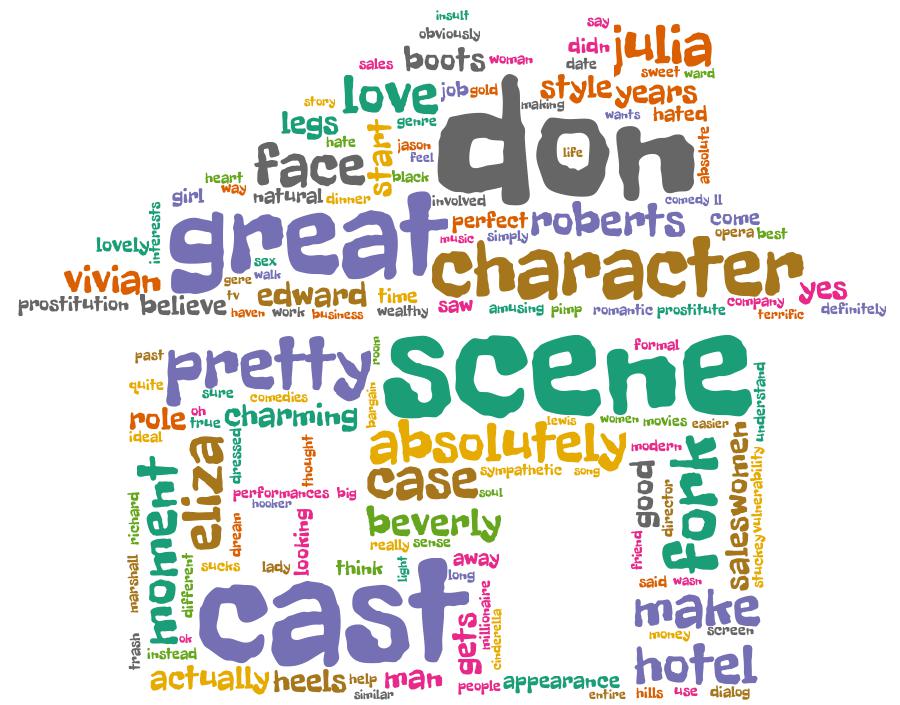 insult
say
obviously
didn
julia
sales
boots
woman
date
sweet
ward
love
job
gold
style
years
story
making
legs
genre
don
wants
hated
hate
start
jason
feel
life
absolute
face
heart
way
black
girl
natural
dinner
involved
comedy
ll
interests
great
perfect
roberts
come
lovely
music
simply
opera
best
sex
walk
character
vivian
gere
yes
prostitution
believe
tv
edward
time
haven
work
business
wealthy
saw
amusing
pimp
romantic
prostitute
company
terrific
definitely
past
pretty
room
scene
formal
quite
sure
comedies
bargain
understand
role
oh
true
charming
lewis
women
movies
easier
ideal
absolutely
modern
eliza
dressed
thought
case
sympathetic
song
good
director
fork
saleswomen
vulnerability
moment
performances
big
soul
hooker
richard
dream
looking
beverly
really
sense
friend
stuckey
marshall
different
sucks
lady
think
light
away
long
said
wasn
cast
millionaire
make
money
screen
trash
ok
instead
gets
cinderella
hotel
actually
heels
help
man
similar
people
appearance
entire
hills
use
dialog